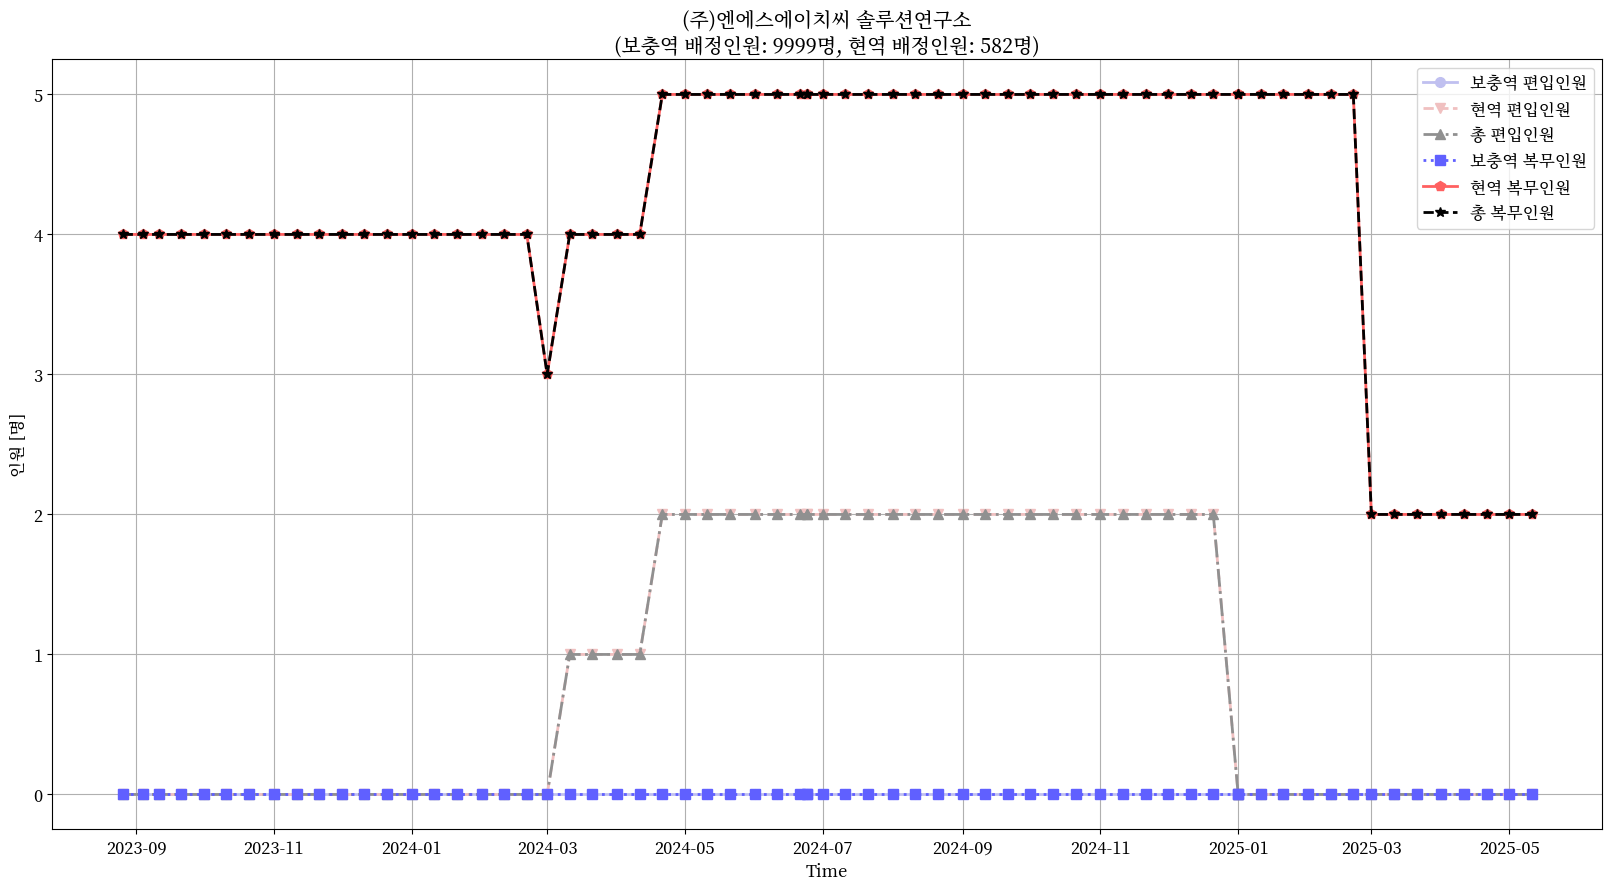 (주)엔에스에이치씨 솔루션연구소
(보충역 배정인원: 9999명, 현역 배정인원: 582명)
보충역 편입인원
현역 편입인원
총 편입인원
보충역 복무인원
현역 복무인원
총 복무인원
인원 [명]
5
4
3
2
1
0
2023-09
2023-11
2024-01
2024-03
2024-05
2024-07
2024-09
2024-11
2025-01
2025-03
2025-05
Time